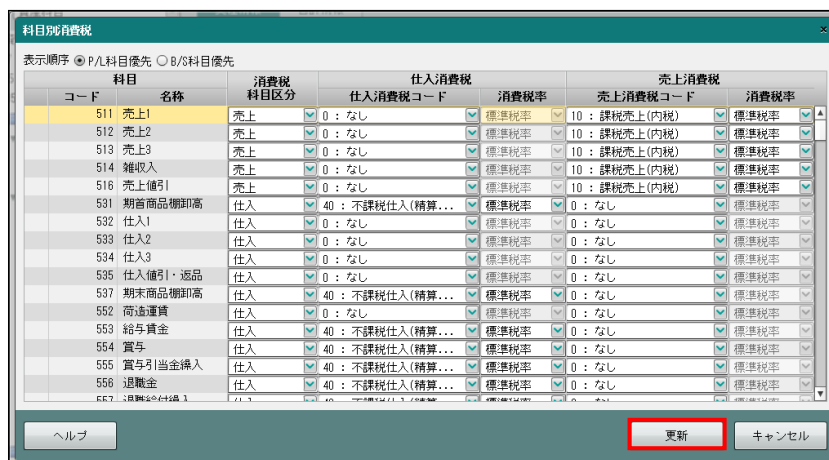 科目別消費税 ×
表示順序 P/L科目優先 B/S科目優先
科目 消費税科目区分 仕入消費税 売上消費税
コード 名称 仕入消費税コード 消費税率 売上消費税コード 消費税率
511 売上1 売上 0 : なし 標準税率 10 : 課税売上(内税) 標準税率
512 売上2 売上 0 : なし 標準税率 10 : 課税売上(内税) 標準税率
513 売上3 売上 0 : なし 標準税率 10 : 課税売上(内税) 標準税率
514 雑収入 売上 0 : なし 標準税率 10 : 課税売上(内税) 標準税率
516 売上値引 売上 0 : なし 標準税率 10 : 課税売上(内税) 標準税率
531 期首商品棚卸高 仕入 40 : 不課税仕入(精算... 標準税率 0 : なし 標準税率
532 仕入1 仕入 0 : なし 標準税率 0 : なし 標準税率
533 仕入2 仕入 0 : なし 標準税率 0 : なし 標準税率
534 仕入3 仕入 0 : なし 標準税率 0 : なし 標準税率
535 仕入値引・返品 仕入 0 : なし 標準税率 0 : なし 標準税率
537 期末商品棚卸高 仕入 40 : 不課税仕入(精算... 標準税率 0 : なし 標準税率
552 荷造運賃 仕入 0 : なし 標準税率 0 : なし 標準税率
553 給与賃金 仕入 40 : 不課税仕入(精算... 標準税率 0 : なし 標準税率
554 賞与 仕入 40 : 不課税仕入(精算... 標準税率 0 : なし 標準税率
555 賞与引当金繰入 仕入 40 : 不課税仕入(精算... 標準税率 0 : なし 標準税率
556 退職金 仕入 40 : 不課税仕入(精算... 標準税率 0 : なし 標準税率
557
ヘルプ 更新 キャンセル